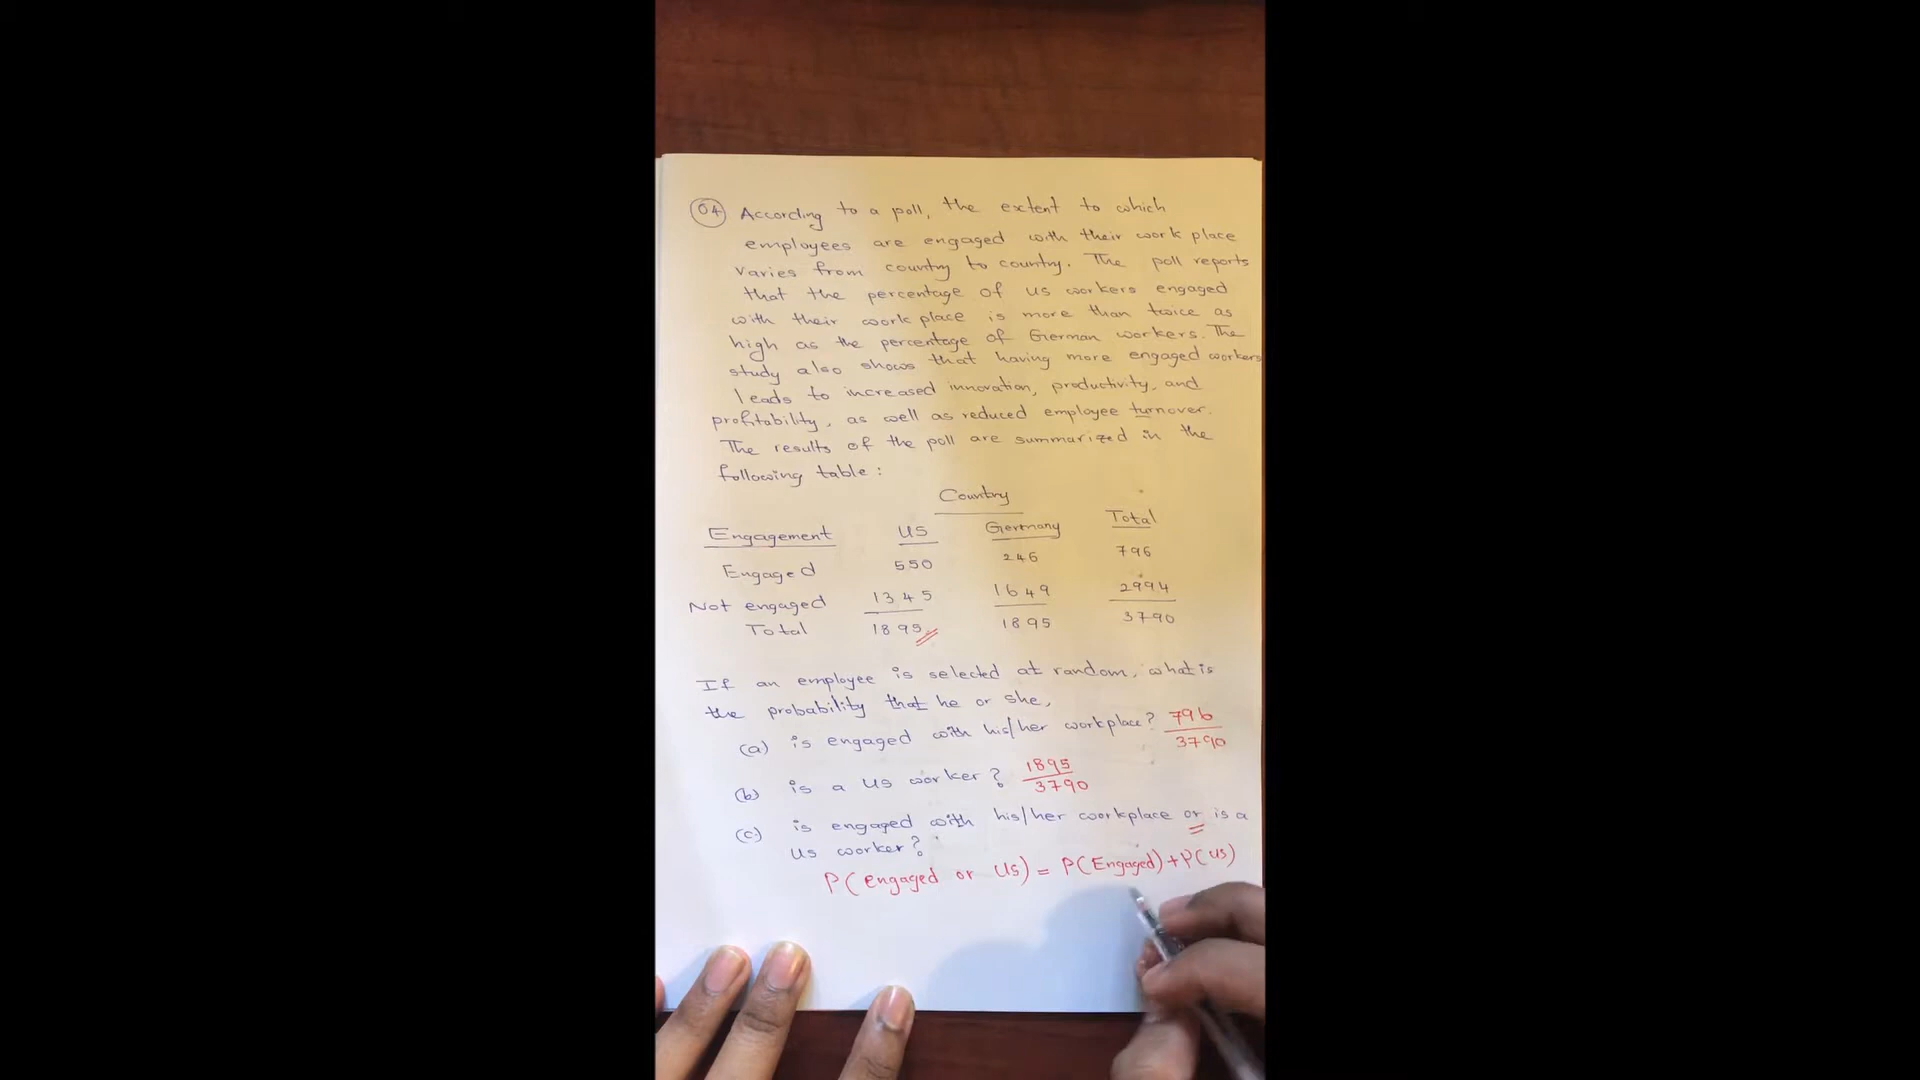 04 According to a poll, the extent to which
employees are engaged with their work place
varies from country to country. The poll reports
that the percentage of us workers engaged
with their work place is more than twice as
high as the percentage of German workers. The
study also shows that having more engaged workers
leads to increased innovation, productivity, and
profitability, as well as reduced employee turnover.
The results of the poll are summarized in the
following table :
Country
Engagement US Germany Total
Engaged 550 246 796
Not engaged 1345 1649 2994
Total 1895 1895 3790
If an employee is selected at random, what is
the probability that he or she,
(a) is engaged with his/her workplace? 796/3790
(b) is a US worker? 1895/3790
(c) is engaged with his/her workplace or is a
US worker?
P(Engaged or US) = P(Engaged) + P(US)